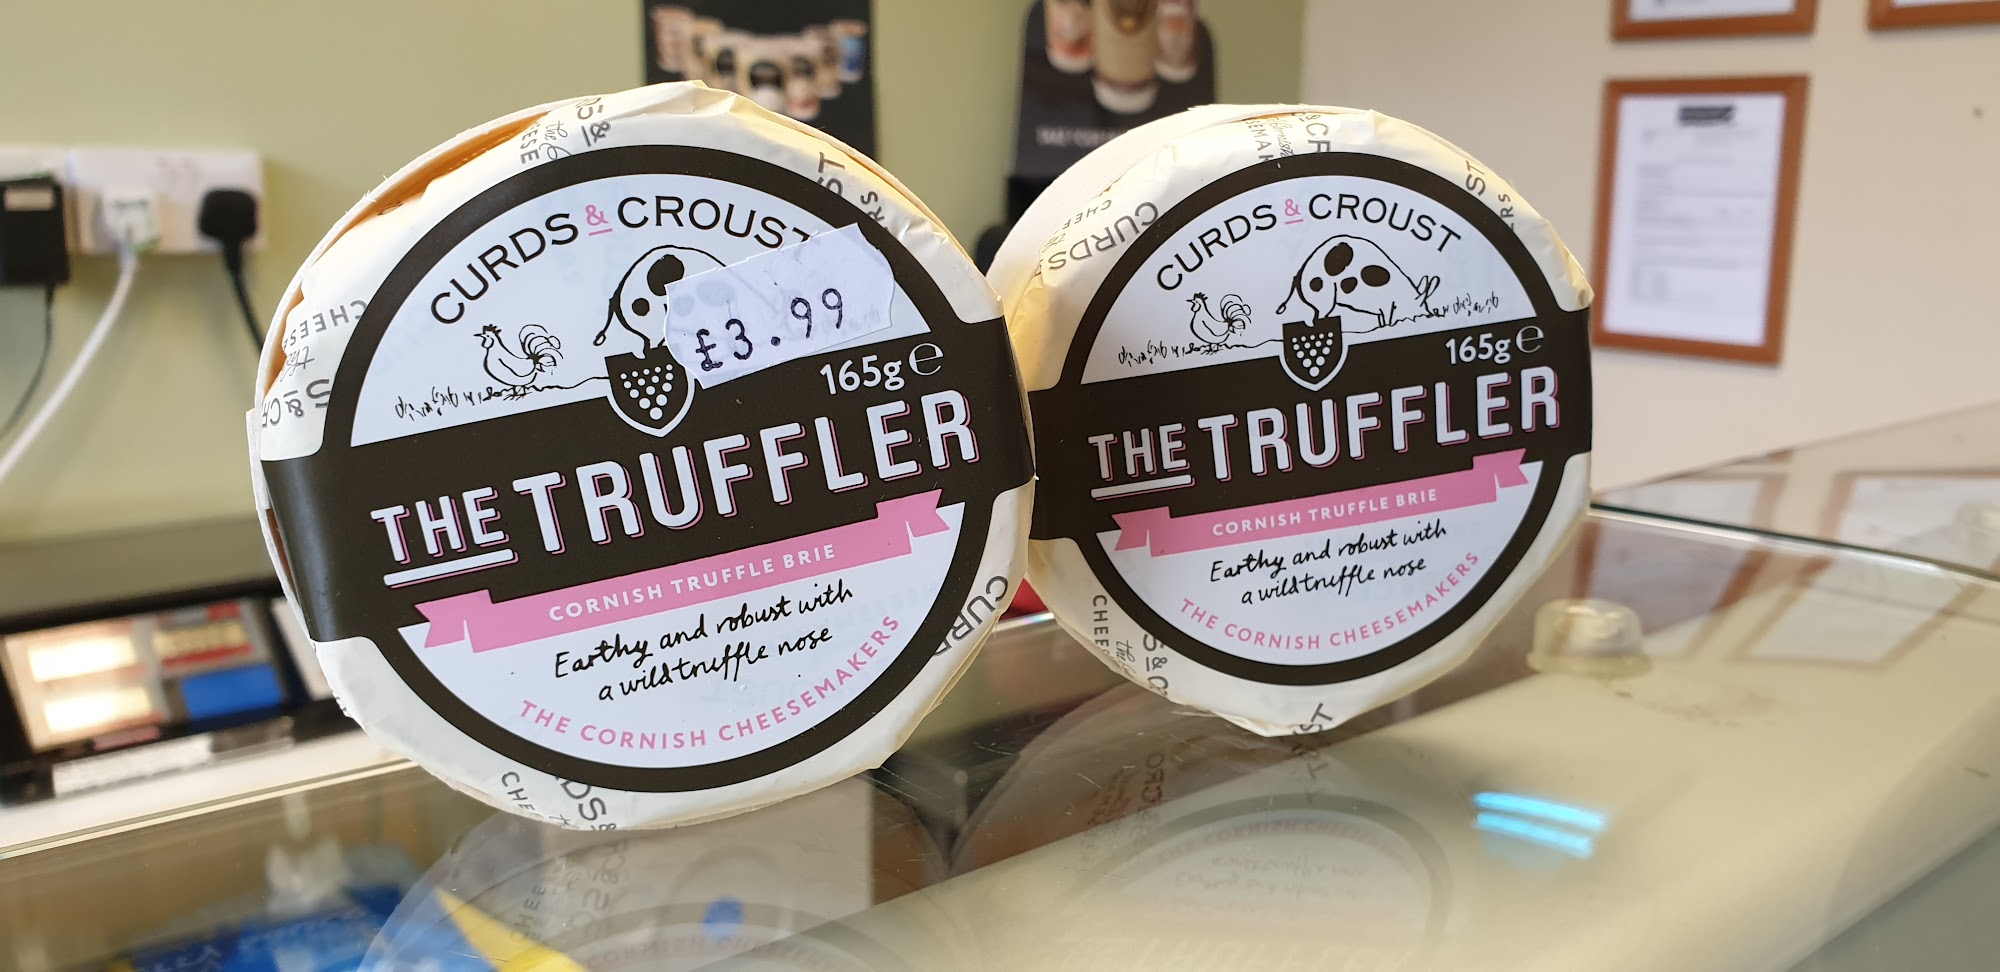 CURDS & CROUST
£3.99
165g e
THE TRUFFLER
CORNISH TRUFFLE BRIE
Earthy and robust with
a wild truffle nose
THE CORNISH CHEESEMAKERS
CURDS & CROUST
165g e
THE TRUFFLER
CORNISH TRUFFLE BRIE
Earthy and robust with
a wild truffle nose
THE CORNISH CHEESEMAKERS